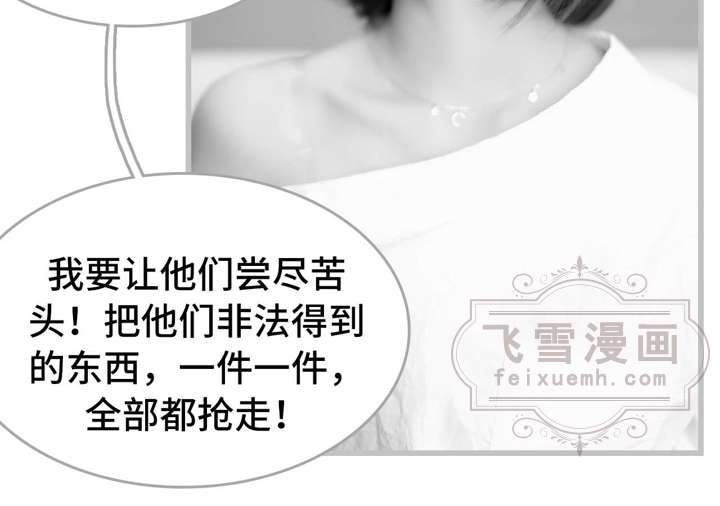 我要让他们尝尽苦
头！把他们非法得到
的东西，一件一件，
全部都抢走！
飞雪漫画
feixuemh.com